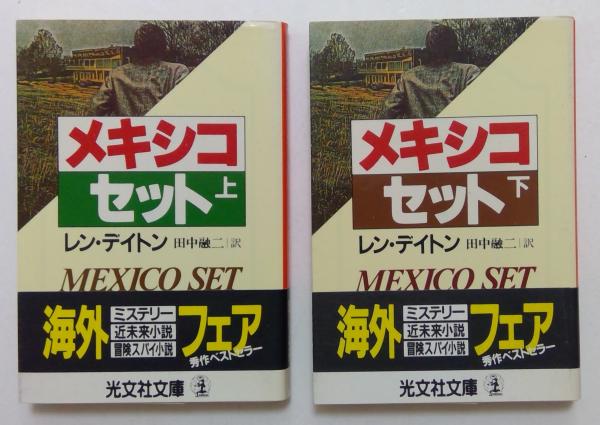 メキシコ
セット 上
レン・デイトン 田中融二 訳
MEXICO SET
海外 ミステリー 近未来小説 冒険スパイ小説 フェア
秀作ベストセラー
光文社文庫
メキシコ
セット 下
レン・デイトン 田中融二 訳
MEXICO SET
海外 ミステリー 近未来小説 冒険スパイ小説 フェア
秀作ベストセラー
光文社文庫